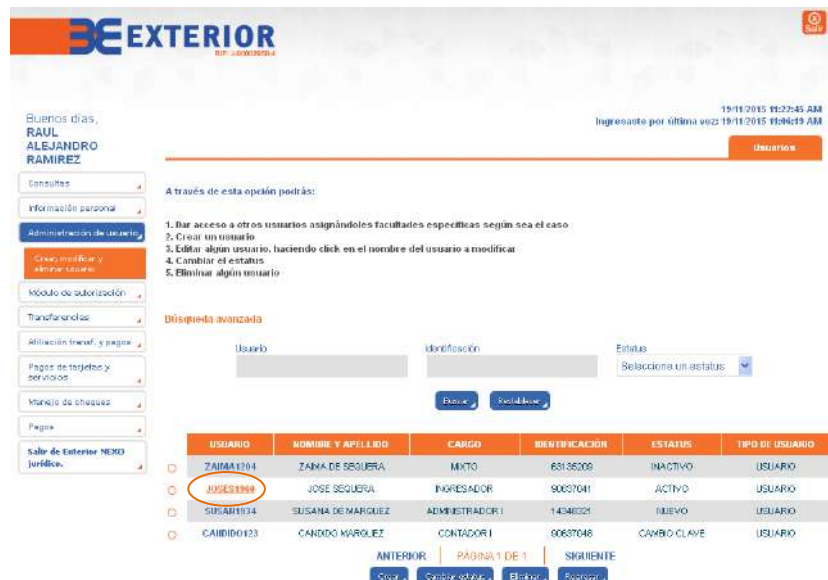 EXTERIOR
Salir
Buenos días,
RAUL
ALEJANDRO
RAMIREZ
19/11/2015 11:22:45 AM
Ingresaste por última vez: 19/11/2015 11:06:19 AM
Usuarios
Consultas
Información personal
Administración de usuario
Crear, modificar y
eliminar usuario
Módulo de autorización
Transferencias
Afiliación transf. y pagos
Pagos de tarjetas y
servicios
Manejo de cheques
Pagos
Salir de Exterior NEXO
jurídico.
A través de esta opción podrás:
1. Dar acceso a otros usuarios asignándoles facultades específicas según sea el caso
2. Crear un usuario
3. Editar algún usuario, haciendo click en el nombre del usuario a modificar
4. Cambiar el estatus
5. Eliminar algún usuario
Búsqueda avanzada
Usuario Identificación Estatus
Selecciona un estatus
Buscar Restablecer
USUARIO NOMBRE Y APELLIDO CARGO IDENTIFICACIÓN ESTATUS TIPO DE USUARIO
ZAIMA1204 ZAIMA DE SEQUERA MIXTO 63135209 INACTIVO USUARIO
JOSES1960 JOSE SEQUERA INGRESADOR 90637041 ACTIVO USUARIO
SUSAN1934 SUSANA DE MARQUEZ ADMINISTRADOR I 14348321 NUEVO USUARIO
CANDIDO123 CANDIDO MARQUEZ CONTADOR I 90637048 CAMBIO CLAVE USUARIO
ANTERIOR PÁGINA 1 DE 1 SIGUIENTE
Crear Cambiar estatus Eliminar Regresar